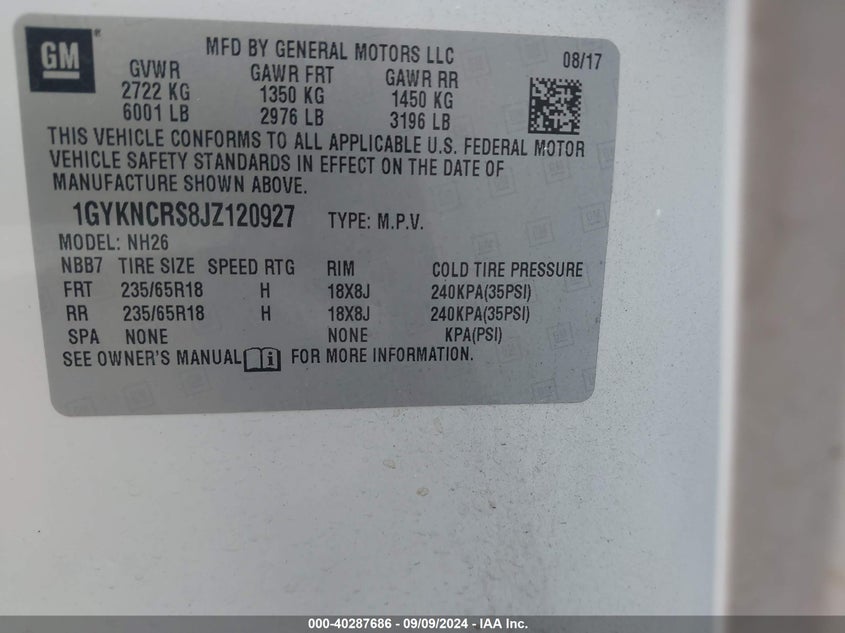 GM
MFD BY GENERAL MOTORS LLC
08/17
GVWR GAWR FRT GAWR RR
2722 KG 1350 KG 1450 KG
6001 LB 2976 LB 3196 LB
THIS VEHICLE CONFORMS TO ALL APPLICABLE U.S. FEDERAL MOTOR
VEHICLE SAFETY STANDARDS IN EFFECT ON THE DATE OF
MANUFACTURE SHOWN ABOVE.
1GYKNCRS8JZ120927 TYPE: M.P.V.
MODEL: NH26
NBB7 TIRE SIZE SPEED RTG RIM COLD TIRE PRESSURE
FRT 235/65R18 H 18X8J 240KPA(35PSI)
RR 235/65R18 H 18X8J 240KPA(35PSI)
SPA NONE NONE KPA(PSI)
SEE OWNER'S MANUAL FOR MORE INFORMATION.
000-40287686 - 09/09/2024 - IAA Inc.